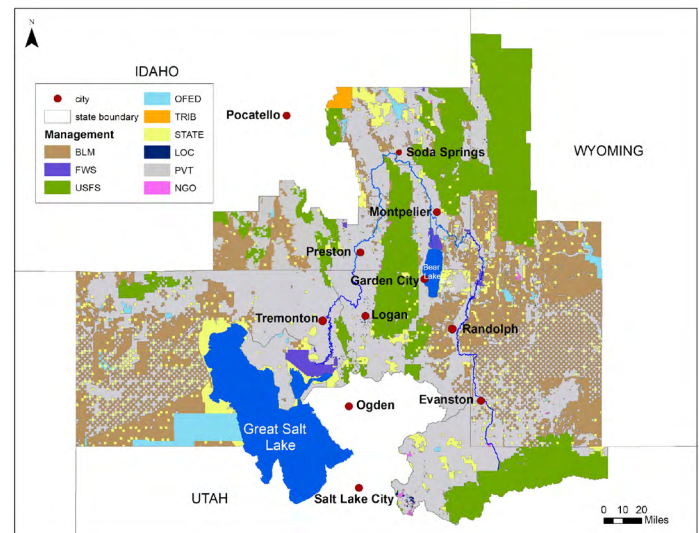 N
IDAHO
city
state boundary
Management
BLM
FWS
USFS
OFED
TRIB
STATE
LOC
PVT
NGO
Pocatello
WYOMING
Soda Springs
Montpelier
Preston
Bear
Lake
Garden City
Tremonton
Logan
Randolph
Evanston
Ogden
Great Salt
Lake
Salt Lake City
UTAH
0 10 20
Miles